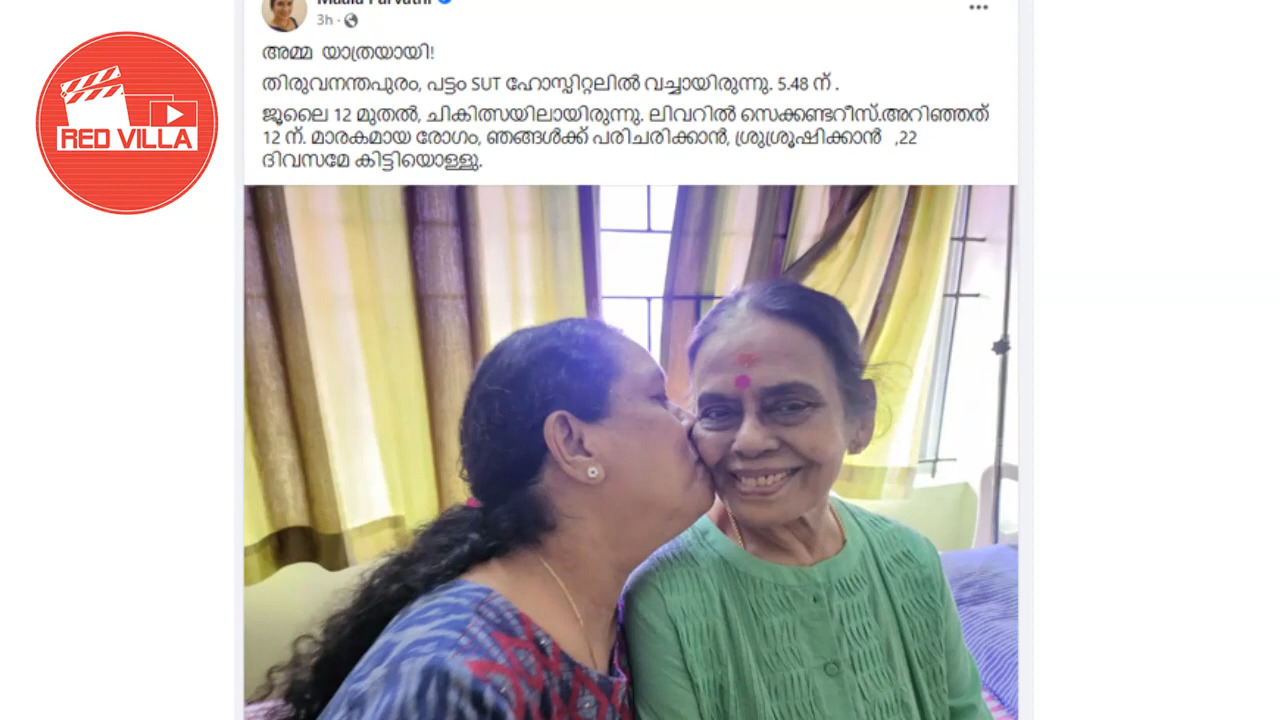 3h ·
അമ്മ യാത്രയായി!
തിരുവനന്തപുരം, പട്ടം SUT ഹോസ്പിറ്റലിൽ വച്ചായിരുന്നു. 5.48 ന് .
ജൂലൈ 12 മുതൽ, ചികിത്സയിലായിരുന്നു. ലിവറിൽ സെക്കണ്ടറീസ്.അറിഞ്ഞത്
12 ന്. മാരകമായ രോഗം, ഞങ്ങൾക്ക് പരിചരിക്കാൻ, ശ്രുശ്രൂഷിക്കാൻ ,22
ദിവസമേ കിട്ടിയൊള്ളു.
RED VILLA